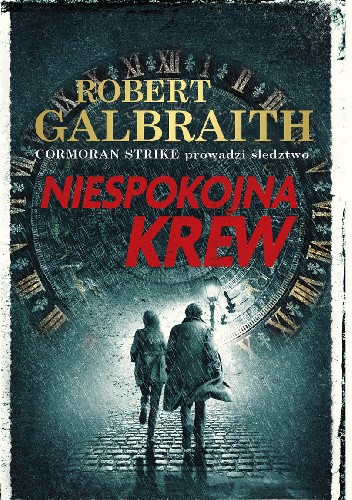 ROBERT
GALBRAITH
CORMORAN STRIKE prowadzi śledztwo
NIESPOKOJNA
KREW